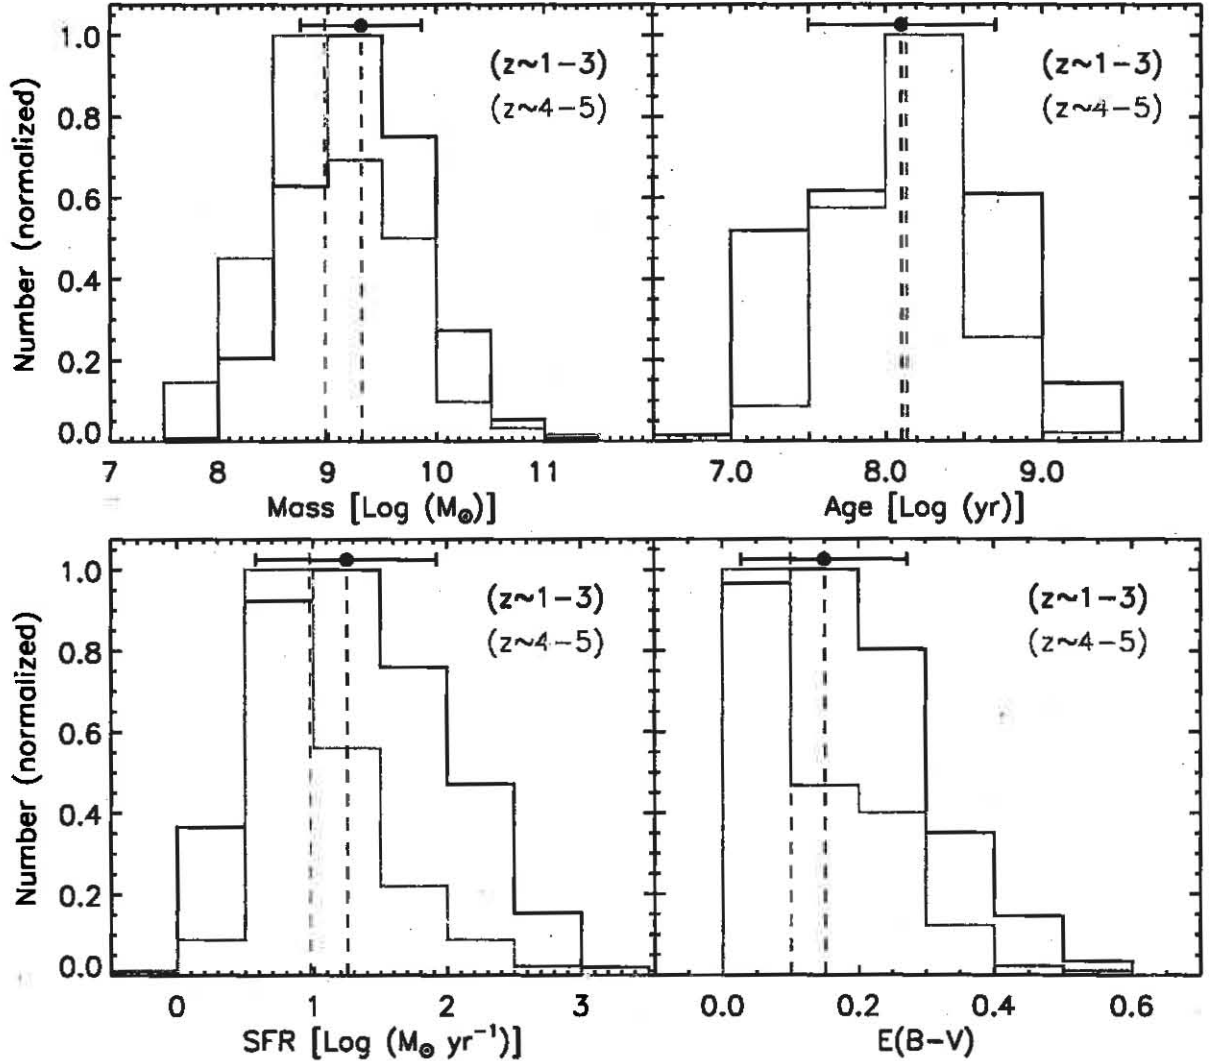 Number (normalized)
1.0
0.8
0.6
0.4
0.2
0.0
(z~1-3)
(z~4-5)
7 8 9 10 11
Mass [Log (M⊙)]
(z~1-3)
(z~4-5)
7.0 8.0 9.0
Age [Log (yr)]
Number (normalized)
1.0
0.8
0.6
0.4
0.2
0.0
(z~1-3)
(z~4-5)
0 1 2 3
SFR [Log (M⊙ yr⁻¹)]
(z~1-3)
(z~4-5)
0.0 0.2 0.4 0.6
E(B-V)